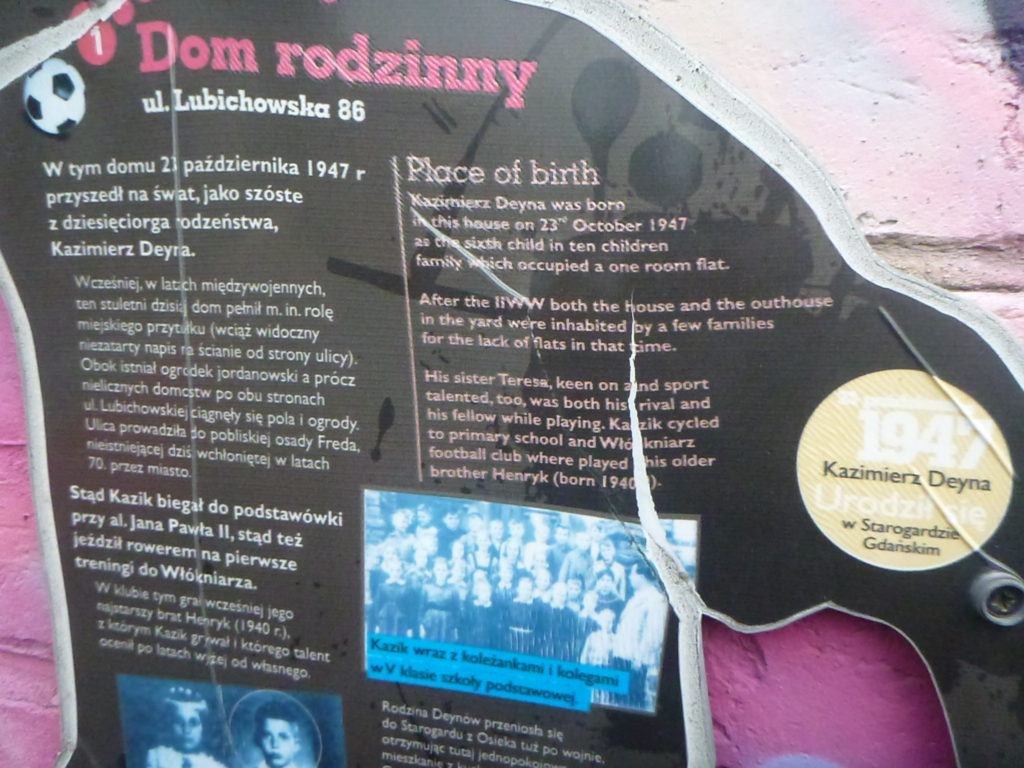 1
Dom rodzinny
ul. Lubichowska 86
W tym domu 23 października 1947 r
przyszedł na świat, jako szóste
z dziesięciorga rodzeństwa,
Kazimierz Deyna.
Wcześniej, w latach międzywojennych,
ten stuletni dzisiaj dom pełnił m. in. rolę
miejskiego przytułku (wciąż widoczny
niezatarty napis na ścianie od strony ulicy).
Obok istniał ogródek jordanowski a prócz
nielicznych domostw po obu stronach
ul. Lubichowskiej ciągnęły się pola i ogrody.
Ulica prowadziła do pobliskiej osady Freda,
nieistniejącej dziś wchłoniętej w latach
70. przez miasto.
Stąd Kazik biegał do podstawówki
przy al. Jana Pawła II, stąd też
jeździł rowerem na pierwsze
treningi do Włókniarza.
W klubie tym grał wcześniej jego
najstarszy brat Henryk (1940 r.),
z którym Kazik grywał i którego talent
ocenił po latach wyżej od własnego.
Place of birth
Kazimierz Deyna was born
in this house on 23rd October 1947
as the sixth child in ten children
family which occupied a one room flat.
After the IIWW both the house and the outhouse
in the yard were inhabited by a few families
for the lack of flats in that time.
His sister Teresa, keen on and sport
talented, too, was both his rival and
his fellow while playing. Kazik cycled
to primary school and Włókniarz
football club where played his older
brother Henryk (born 1940).
Kazik wraz z koleżankami i kolegami
w V klasie szkoły podstawowej.
Rodzina Deynów przeniosła się
do Starogardu z Osieka tuż po wojnie,
otrzymując tutaj jednopokojowe
mieszkanie z
1947
Kazimierz Deyna
Urodził się
w Starogardzie
Gdańskim